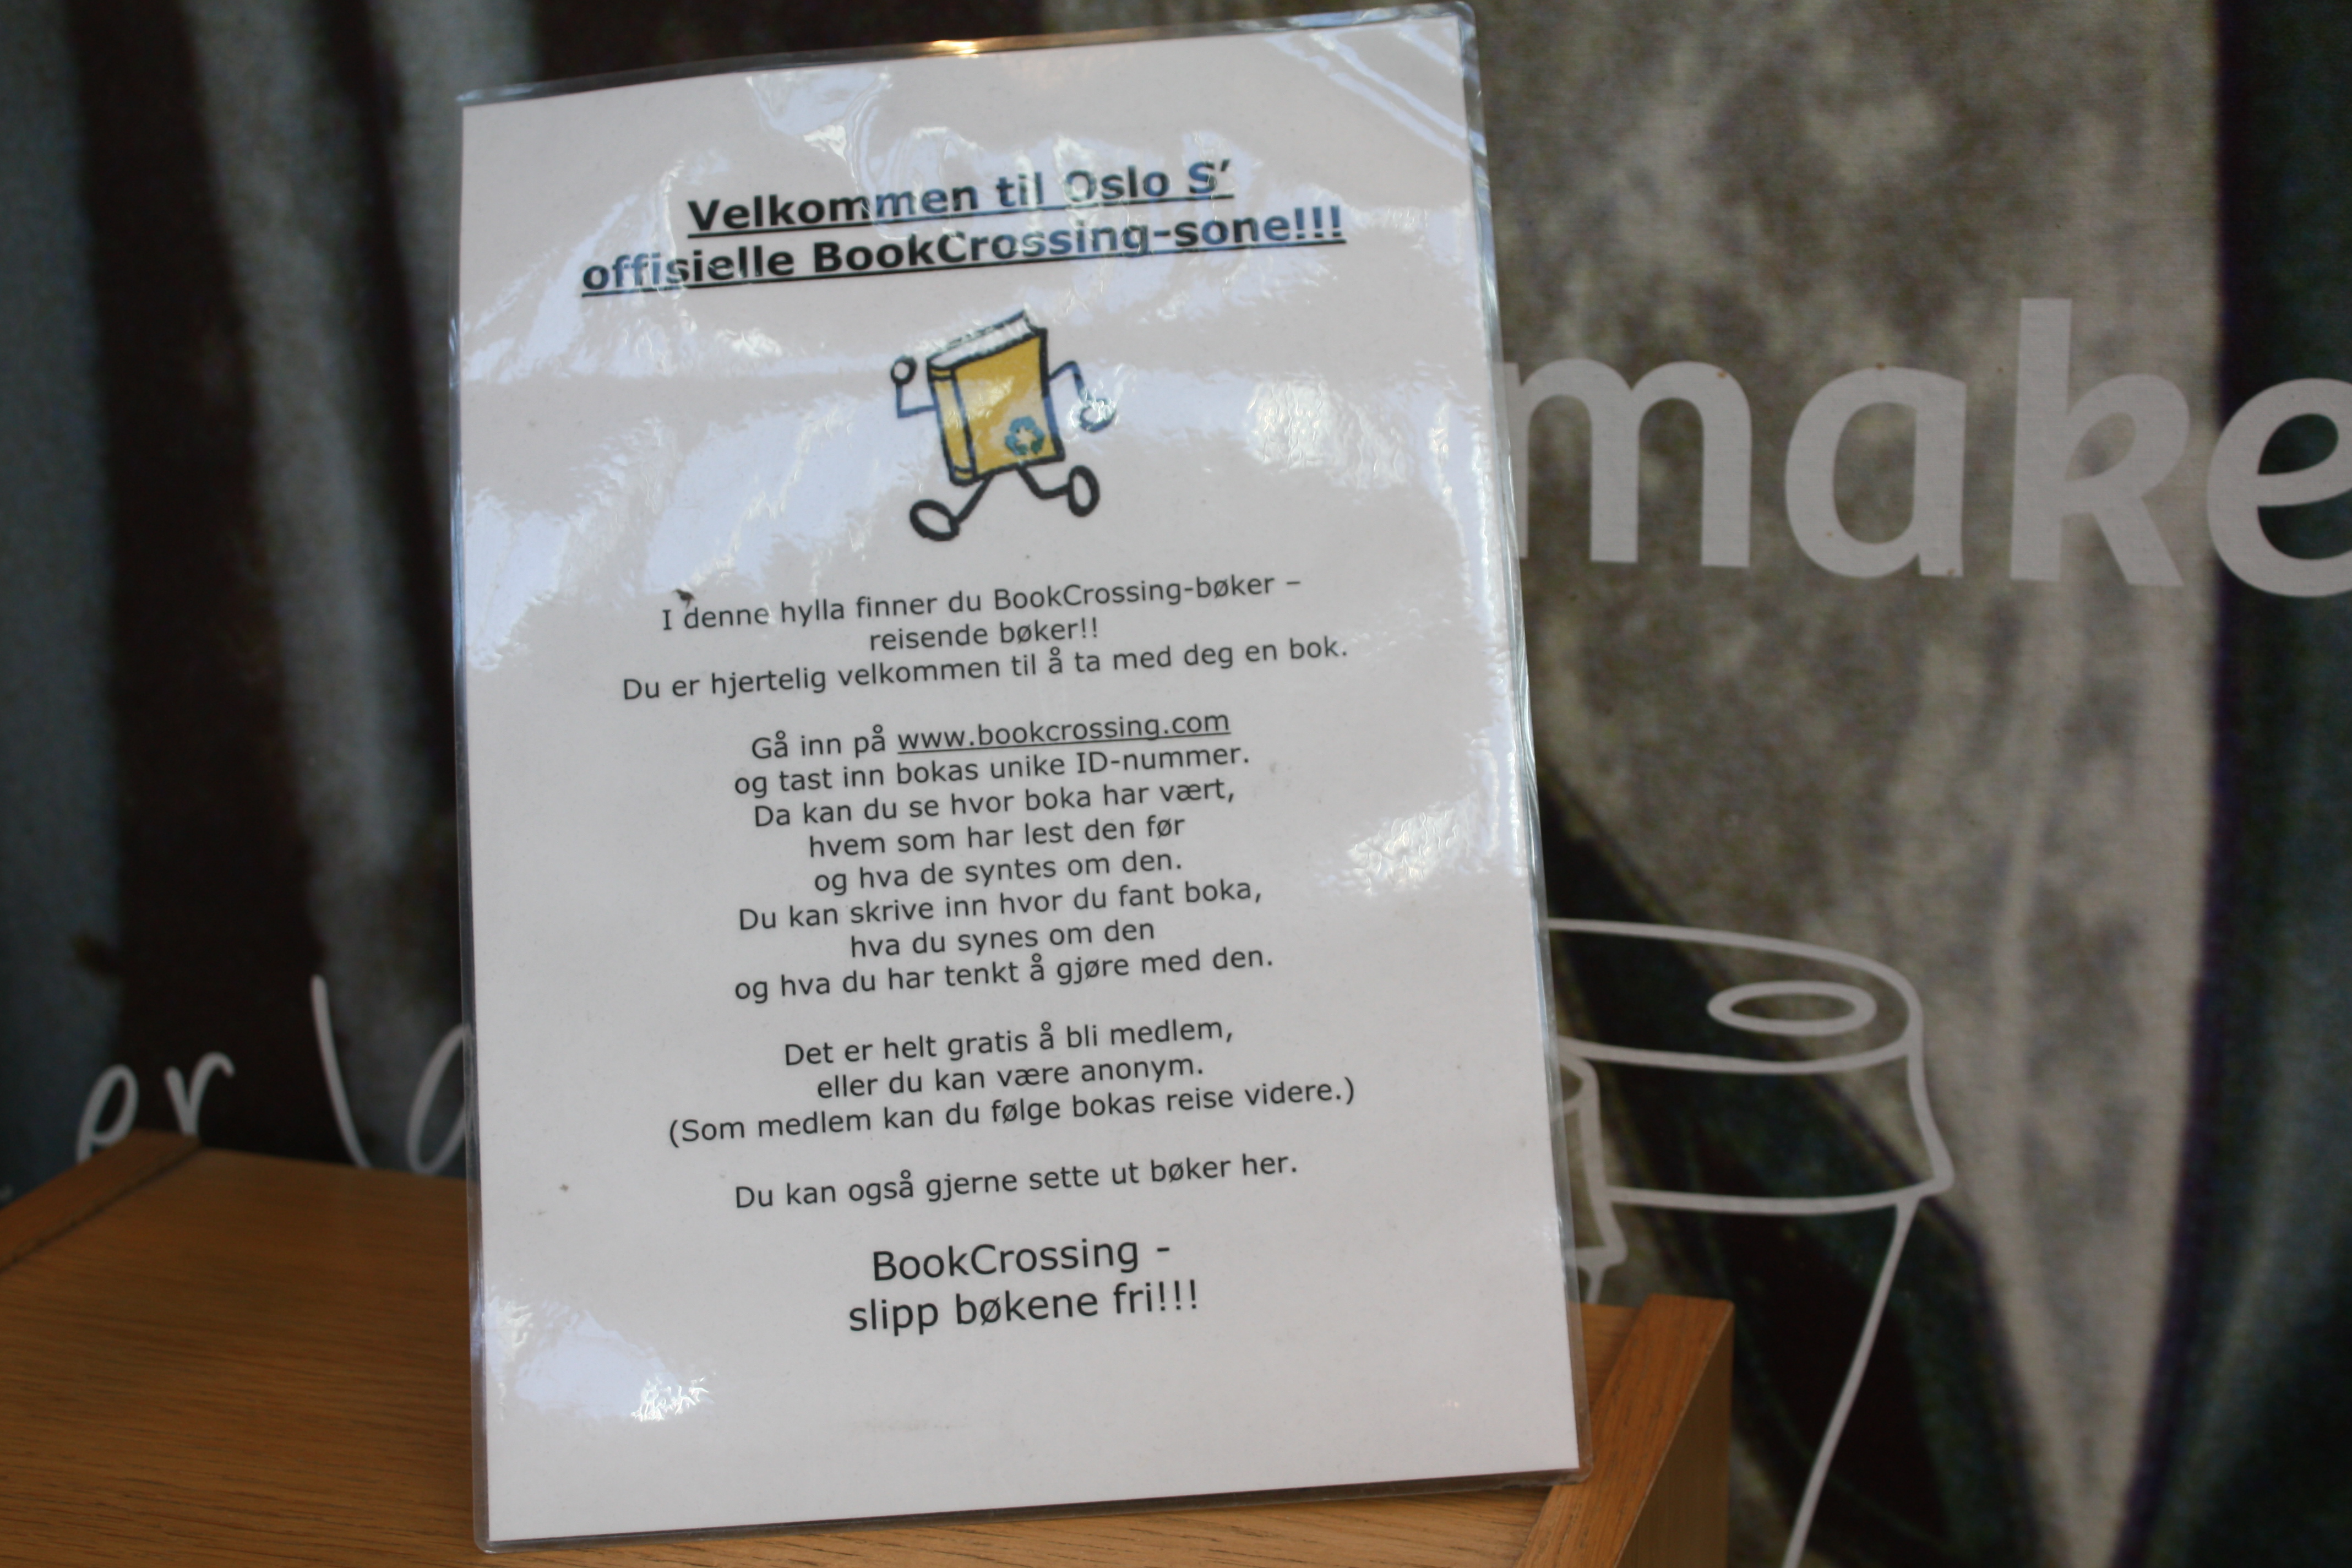 Velkommen til Oslo S’
offisielle BookCrossing-sone!!!
I denne hylla finner du BookCrossing-bøker –
reisende bøker!!
Du er hjertelig velkommen til å ta med deg en bok.
Gå inn på www.bookcrossing.com
og tast inn bokas unike ID-nummer.
Da kan du se hvor boka har vært,
hvem som har lest den før
og hva de syntes om den.
Du kan skrive inn hvor du fant boka,
hva du synes om den
og hva du har tenkt å gjøre med den.
Det er helt gratis å bli medlem,
eller du kan være anonym.
(Som medlem kan du følge bokas reise videre.)
Du kan også gjerne sette ut bøker her.
BookCrossing -
slipp bøkene fri!!!
make
er